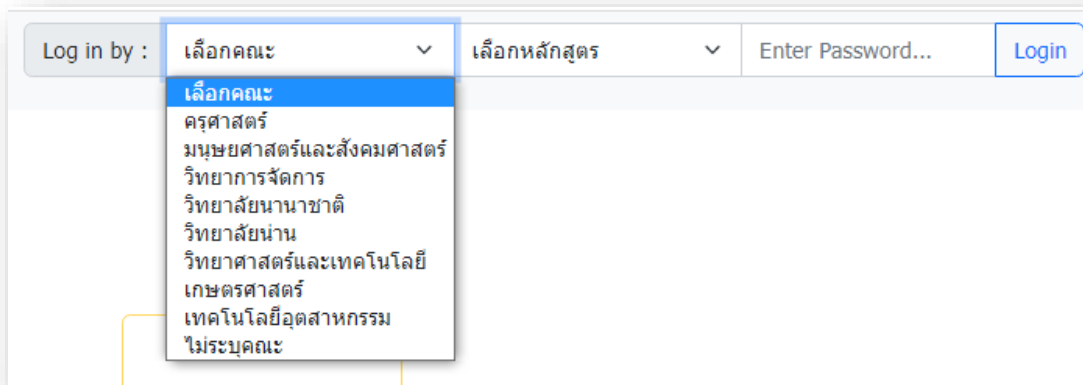 Log in by : เลือกคณะ เลือกหลักสูตร Enter Password... Login
เลือกคณะ
ครุศาสตร์
มนุษยศาสตร์และสังคมศาสตร์
วิทยาการจัดการ
วิทยาลัยนานาชาติ
วิทยาลัยน่าน
วิทยาศาสตร์และเทคโนโลยี
เกษตรศาสตร์
เทคโนโลยีอุตสาหกรรม
ไม่ระบุคณะ